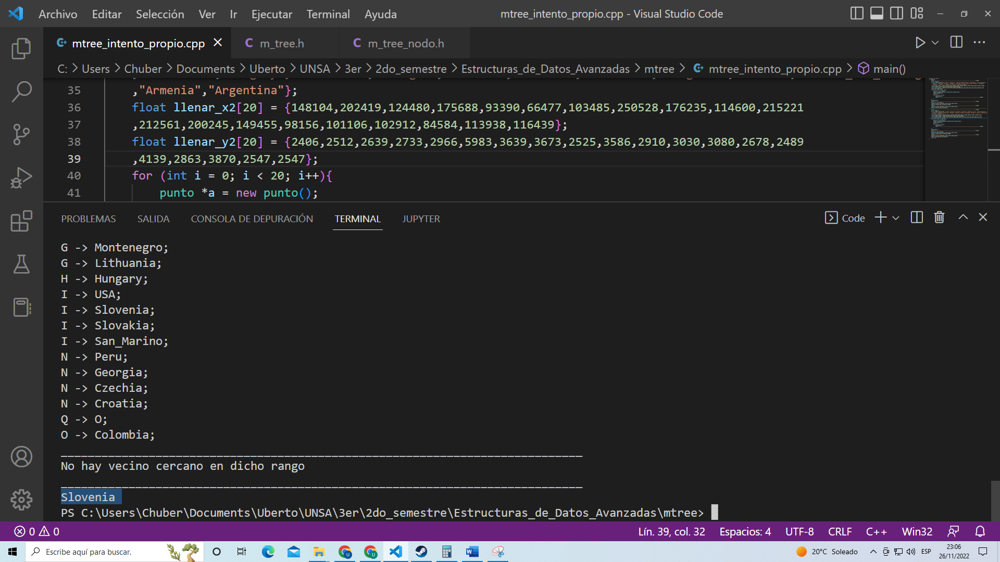 Archivo Editar Selección Ver Ir Ejecutar Terminal Ayuda mtree_intento_propio.cpp - Visual Studio Code
mtree_intento_propio.cpp m_tree.h m_tree_nodo.h
C: > Users > Chuber > Documents > Uberto > UNSA > 3er > 2do_semestre > Estructuras_de_Datos_Avanzadas > mtree > mtree_intento_propio.cpp > main()
35 ,"Armenia","Argentina"};
36 float llenar_x2[20] = {148104,202419,124480,175688,93390,66477,103485,250528,176235,114600,215221
37 ,212561,200245,149455,98156,101106,102912,84584,113938,116439};
38 float llenar_y2[20] = {2406,2512,2639,2733,2966,5983,3639,3673,2525,3586,2910,3030,3080,2678,2489
39 ,4139,2863,3870,2547,2547};
40 for (int i = 0; i < 20; i++){
41 punto *a = new punto();
PROBLEMAS SALIDA CONSOLA DE DEPURACIÓN TERMINAL JUPYTER Code
G -> Montenegro;
G -> Lithuania;
H -> Hungary;
I -> USA;
I -> Slovenia;
I -> Slovakia;
I -> San_Marino;
N -> Peru;
N -> Georgia;
N -> Czechia;
N -> Croatia;
Q -> O;
O -> Colombia;
No hay vecino cercano en dicho rango
Slovenia
PS C:\Users\Chuber\Documents\Uberto\UNSA\3er\2do_semestre\Estructuras_de_Datos_Avanzadas\mtree>
0 0 Lín. 39, col. 32 Espacios: 4 UTF-8 CRLF C++ Win32
Escribe aquí para buscar. 20°C Soleado ESP 23:06
26/11/2022